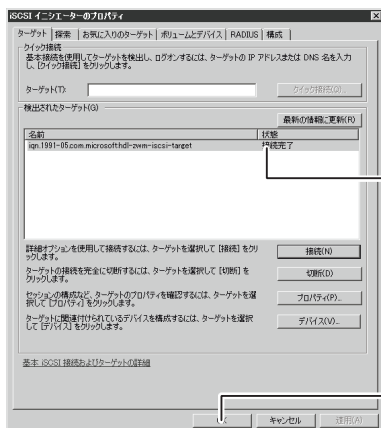 iSCSI イニシエーターのプロパティ
ターゲット 探索 お気に入りのターゲット ボリュームとデバイス RADIUS 構成
クイック接続
基本接続を使用してターゲットを検出し、ログオンするには、ターゲットの IP アドレスまたは DNS 名を入力
し、[クイック接続] をクリックします。
ターゲット(T):
クイック接続(Q)...
検出されたターゲット(G)
最新の情報に更新(R)
名前 状態
iqn.1991-05.com.microsoft:hdl-zwm-iscsi-target 接続完了
詳細オプションを使用して接続するには、ターゲットを選択して [接続] をクリ
ックします。
接続(N)
ターゲットの接続を完全に切断するには、ターゲットを選択して [切断] を
クリックします。
切断(D)
セッションの構成など、ターゲットのプロパティを確認するには、ターゲットを選
択して [プロパティ] をクリックします。
プロパティ(P)...
ターゲットに関連付けられているデバイスを構成するには、ターゲットを選択
して [デバイス] をクリックします。
デバイス(V)...
基本 iSCSI 接続およびターゲットの詳細
OK キャンセル 適用(A)